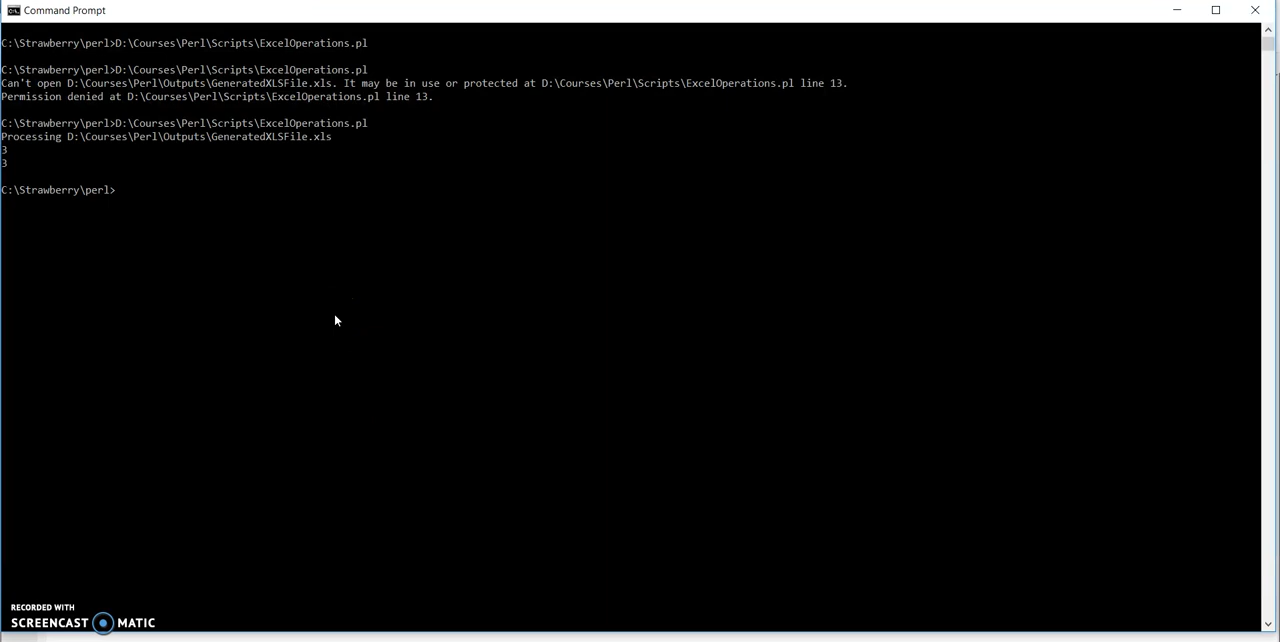 Command Prompt
C:\Strawberry\perl>D:\Courses\Perl\Scripts\ExcelOperations.pl
C:\Strawberry\perl>D:\Courses\Perl\Scripts\ExcelOperations.pl
Can't open D:\Courses\Perl\Outputs\GeneratedXLSFile.xls. It may be in use or protected at D:\Courses\Perl\Scripts\ExcelOperations.pl line 13.
Permission denied at D:\Courses\Perl\Scripts\ExcelOperations.pl line 13.
C:\Strawberry\perl>D:\Courses\Perl\Scripts\ExcelOperations.pl
Processing D:\Courses\Perl\Outputs\GeneratedXLSFile.xls
3
3
C:\Strawberry\perl>
RECORDED WITH
SCREENCAST MATIC